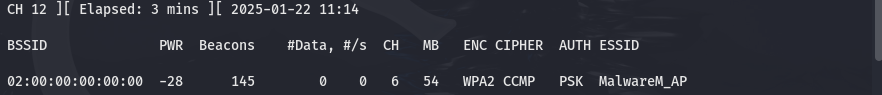 CH 12 ][ Elapsed: 3 mins ][ 2025-01-22 11:14
BSSID PWR Beacons #Data, #/s CH MB ENC CIPHER AUTH ESSID
02:00:00:00:00:00 -28 145 0 0 6 54 WPA2 CCMP PSK MalwareM_AP